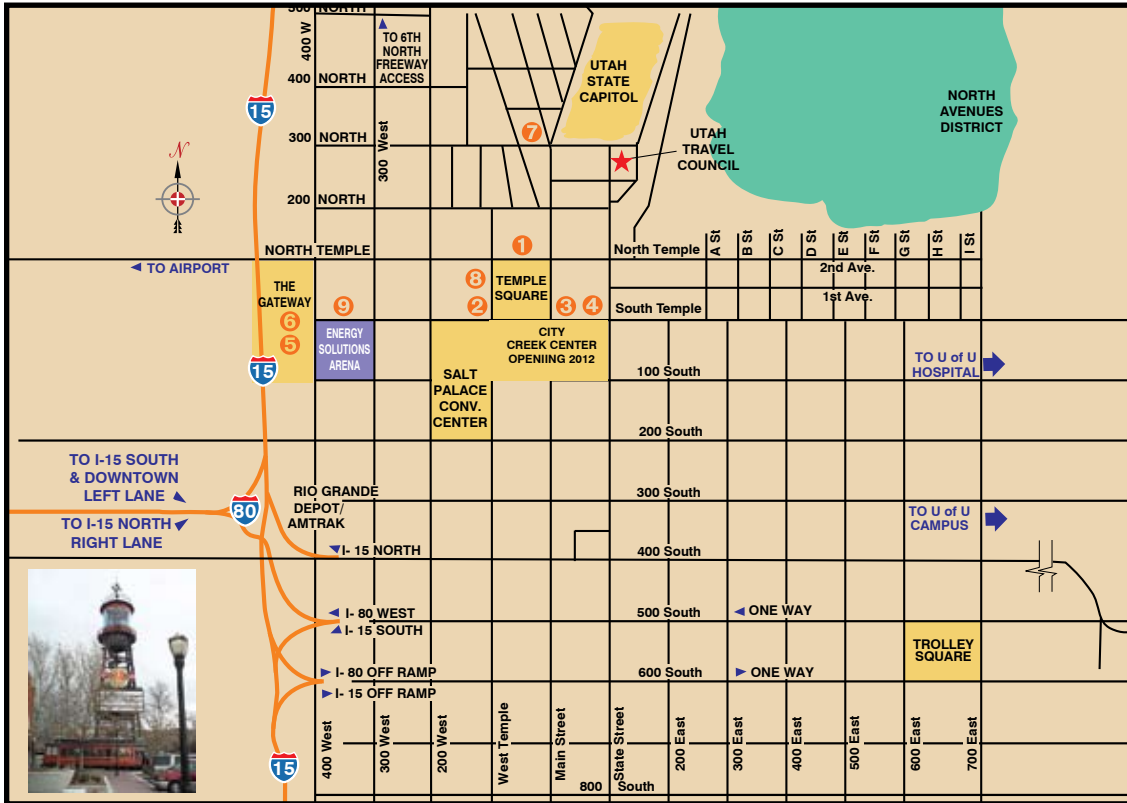 500 NORTH
400 W
TO 6TH
NORTH
FREEWAY
ACCESS
400 NORTH
UTAH
STATE
CAPITOL
NORTH
AVENUES
DISTRICT
15
300 NORTH
7
UTAH
TRAVEL
COUNCIL
300 West
N
200 NORTH
1
NORTH TEMPLE
North Temple
A St
B St
C St
D St
E St
F St
G St
H St
I St
TO AIRPORT
2nd Ave.
1st Ave.
THE
GATEWAY
6
5
9
8
2
TEMPLE
SQUARE
3
4
South Temple
ENERGY
SOLUTIONS
ARENA
CITY
CREEK CENTER
OPENIING 2012
15
SALT
PALACE
CONV.
CENTER
100 South
TO U of U
HOSPITAL
200 South
TO I-15 SOUTH
& DOWNTOWN
LEFT LANE
80
TO I-15 NORTH
RIGHT LANE
RIO GRANDE
DEPOT/
AMTRAK
300 South
TO U of U
CAMPUS
I- 15 NORTH
400 South
I- 80 WEST
I- 15 SOUTH
500 South
ONE WAY
TROLLEY
SQUARE
I- 80 OFF RAMP
I- 15 OFF RAMP
600 South
ONE WAY
400 West
300 West
200 West
West Temple
Main Street
State Street
200 East
300 East
400 East
500 East
600 East
700 East
15
800 South